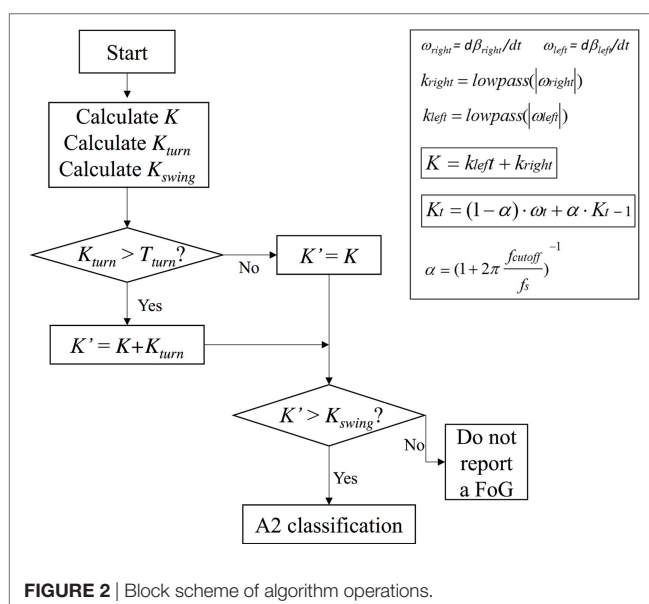 Start
Calculate K
Calculate K_turn
Calculate K_swing
K_turn > T_turn?
No
K' = K
Yes
K' = K+K_turn
K' > K_swing?
No
Do not
report
a FoG
Yes
A2 classification
ω_right = dβ_right/dt ω_left = dβ_left/dt
k_right = lowpass(|ω_right|)
k_left = lowpass(|ω_left|)
K = k_left + k_right
K_t = (1 − α) · ω_t + α · K_t − 1
α = (1 + 2π f_cutoff / f_s)^−1
FIGURE 2 | Block scheme of algorithm operations.